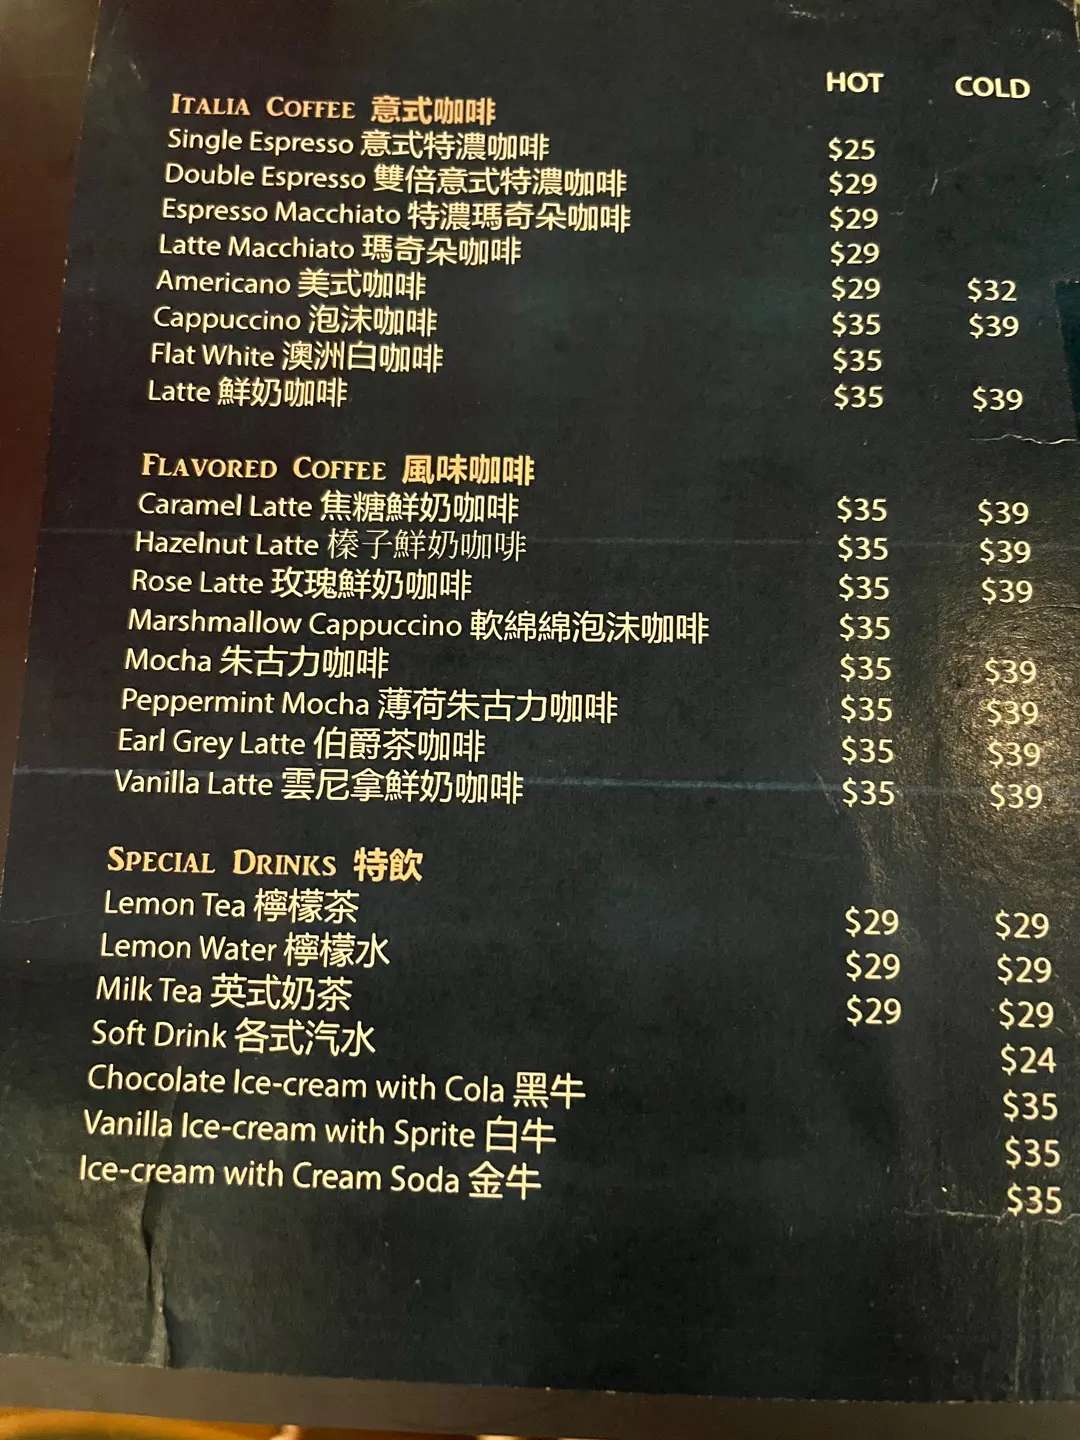 HOT COLD
ITALIA COFFEE 意式咖啡
Single Espresso 意式特濃咖啡 $25
Double Espresso 雙倍意式特濃咖啡 $29
Espresso Macchiato 特濃瑪奇朵咖啡 $29
Latte Macchiato 瑪奇朵咖啡 $29
Americano 美式咖啡 $29 $32
Cappuccino 泡沫咖啡 $35 $39
Flat White 澳洲白咖啡 $35
Latte 鮮奶咖啡 $35 $39
FLAVORED COFFEE 風味咖啡
Caramel Latte 焦糖鮮奶咖啡 $35 $39
Hazelnut Latte 榛子鮮奶咖啡 $35 $39
Rose Latte 玫瑰鮮奶咖啡 $35 $39
Marshmallow Cappuccino 軟綿綿泡沫咖啡 $35
Mocha 朱古力咖啡 $35 $39
Peppermint Mocha 薄荷朱古力咖啡 $35 $39
Earl Grey Latte 伯爵茶咖啡 $35 $39
Vanilla Latte 雲尼拿鮮奶咖啡 $35 $39
SPECIAL DRINKS 特飲
Lemon Tea 檸檬茶 $29 $29
Lemon Water 檸檬水 $29 $29
Milk Tea 英式奶茶 $29 $29
Soft Drink 各式汽水 $24
Chocolate Ice-cream with Cola 黑牛 $35
Vanilla Ice-cream with Sprite 白牛 $35
Ice-cream with Cream Soda 金牛 $35